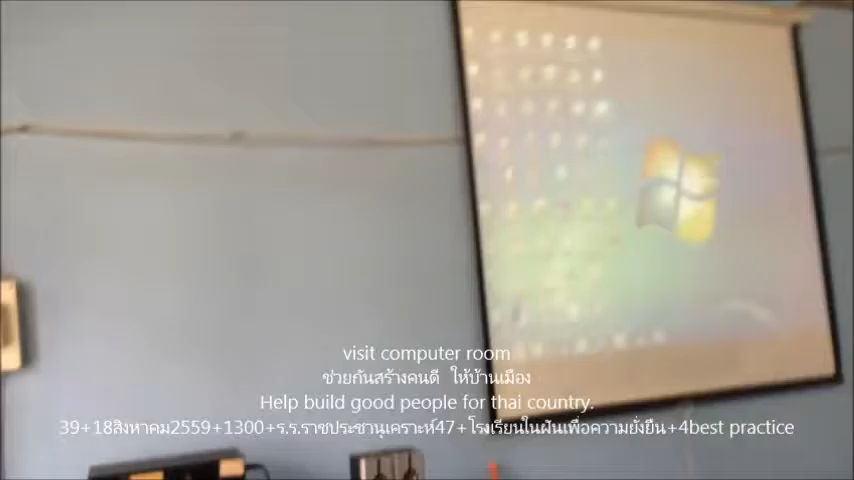 visit computer room
ช่วยกันสร้างคนดี ให้บ้านเมือง
Help build good people for thai country.
39+18สิงหาคม2559+1300+ร.ร.ราชประชานุเคราะห์47+โรงเรียนในฝันเพื่อความยั่งยืน+4best practice